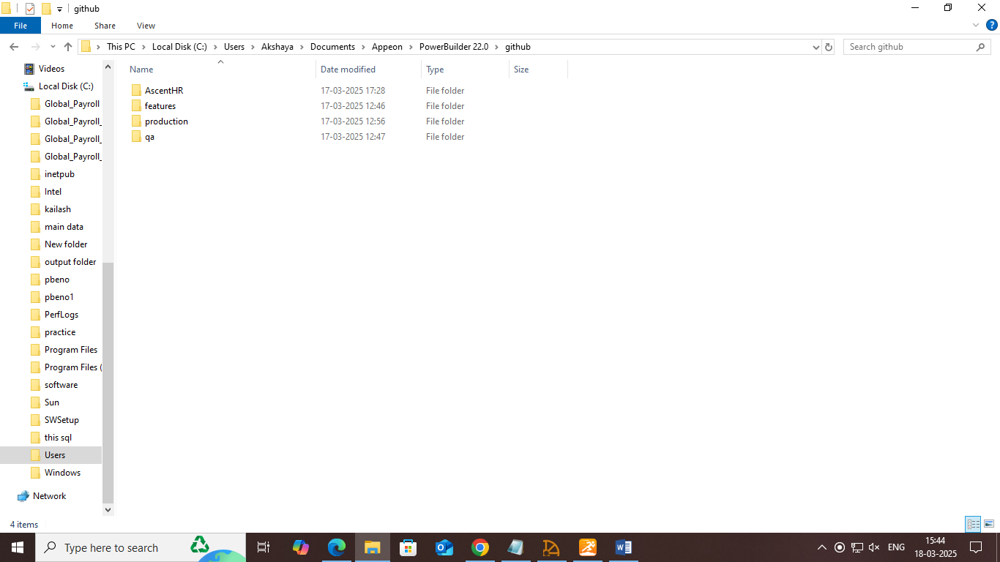 github
File Home Share View
This PC Local Disk (C:) Users Akshaya Documents Appeon PowerBuilder 22.0 github
Search github
Videos
Local Disk (C:)
Global_Payroll
Global_Payroll_
Global_Payroll_
Global_Payroll_
inetpub
Intel
kailash
main data
New folder
output folder
pbeno
pbeno1
PerfLogs
practice
Program Files
Program Files (
software
Sun
SWSetup
this sql
Users
Windows
Network
Name Date modified Type Size
AscentHR 17-03-2025 17:28 File folder
features 17-03-2025 12:46 File folder
production 17-03-2025 12:56 File folder
qa 17-03-2025 12:47 File folder
4 items
Type here to search
ENG
15:44
18-03-2025